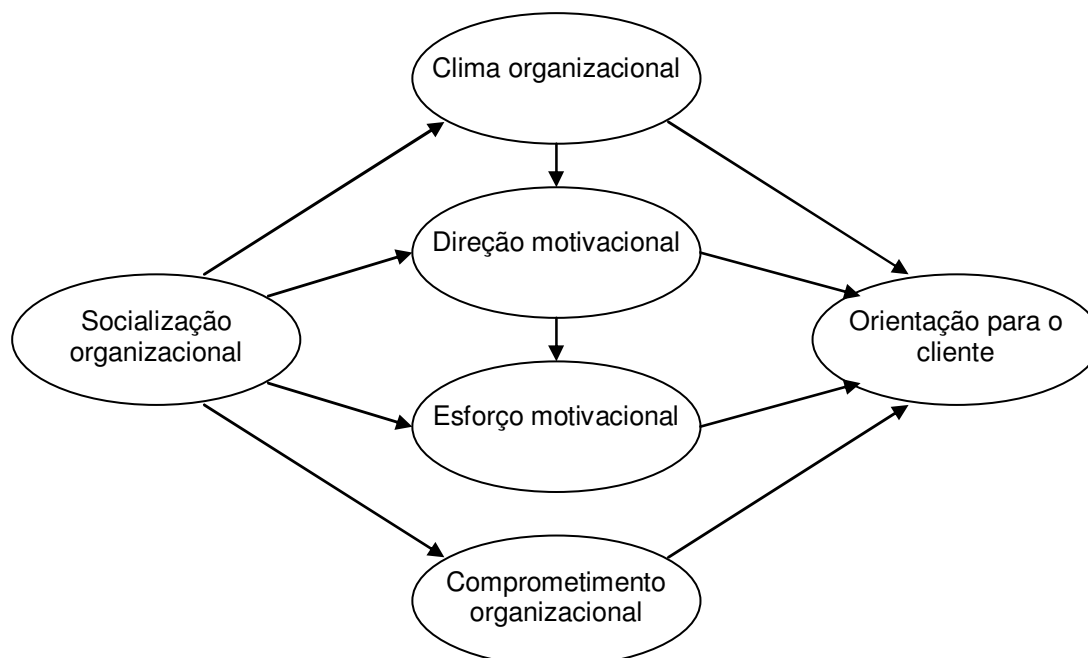 Clima organizacional
Direção motivacional
Socialização
organizacional
Orientação para o
cliente
Esforço motivacional
Comprometimento
organizacional